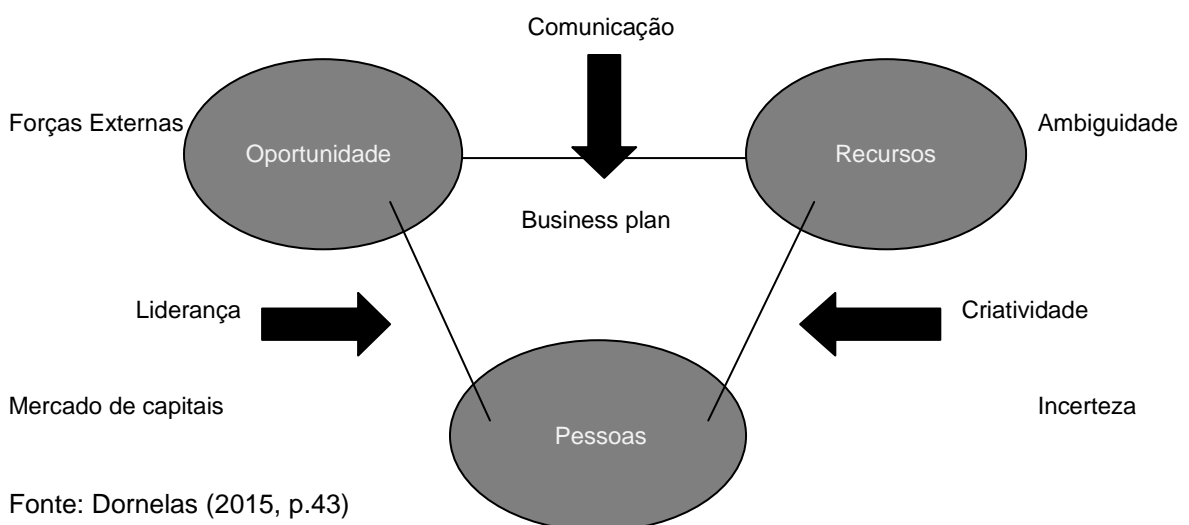 Comunicação
Forças Externas
Oportunidade
Recursos
Ambiguidade
Business plan
Liderança
Criatividade
Mercado de capitais
Incerteza
Pessoas
Fonte: Dornelas (2015, p.43)